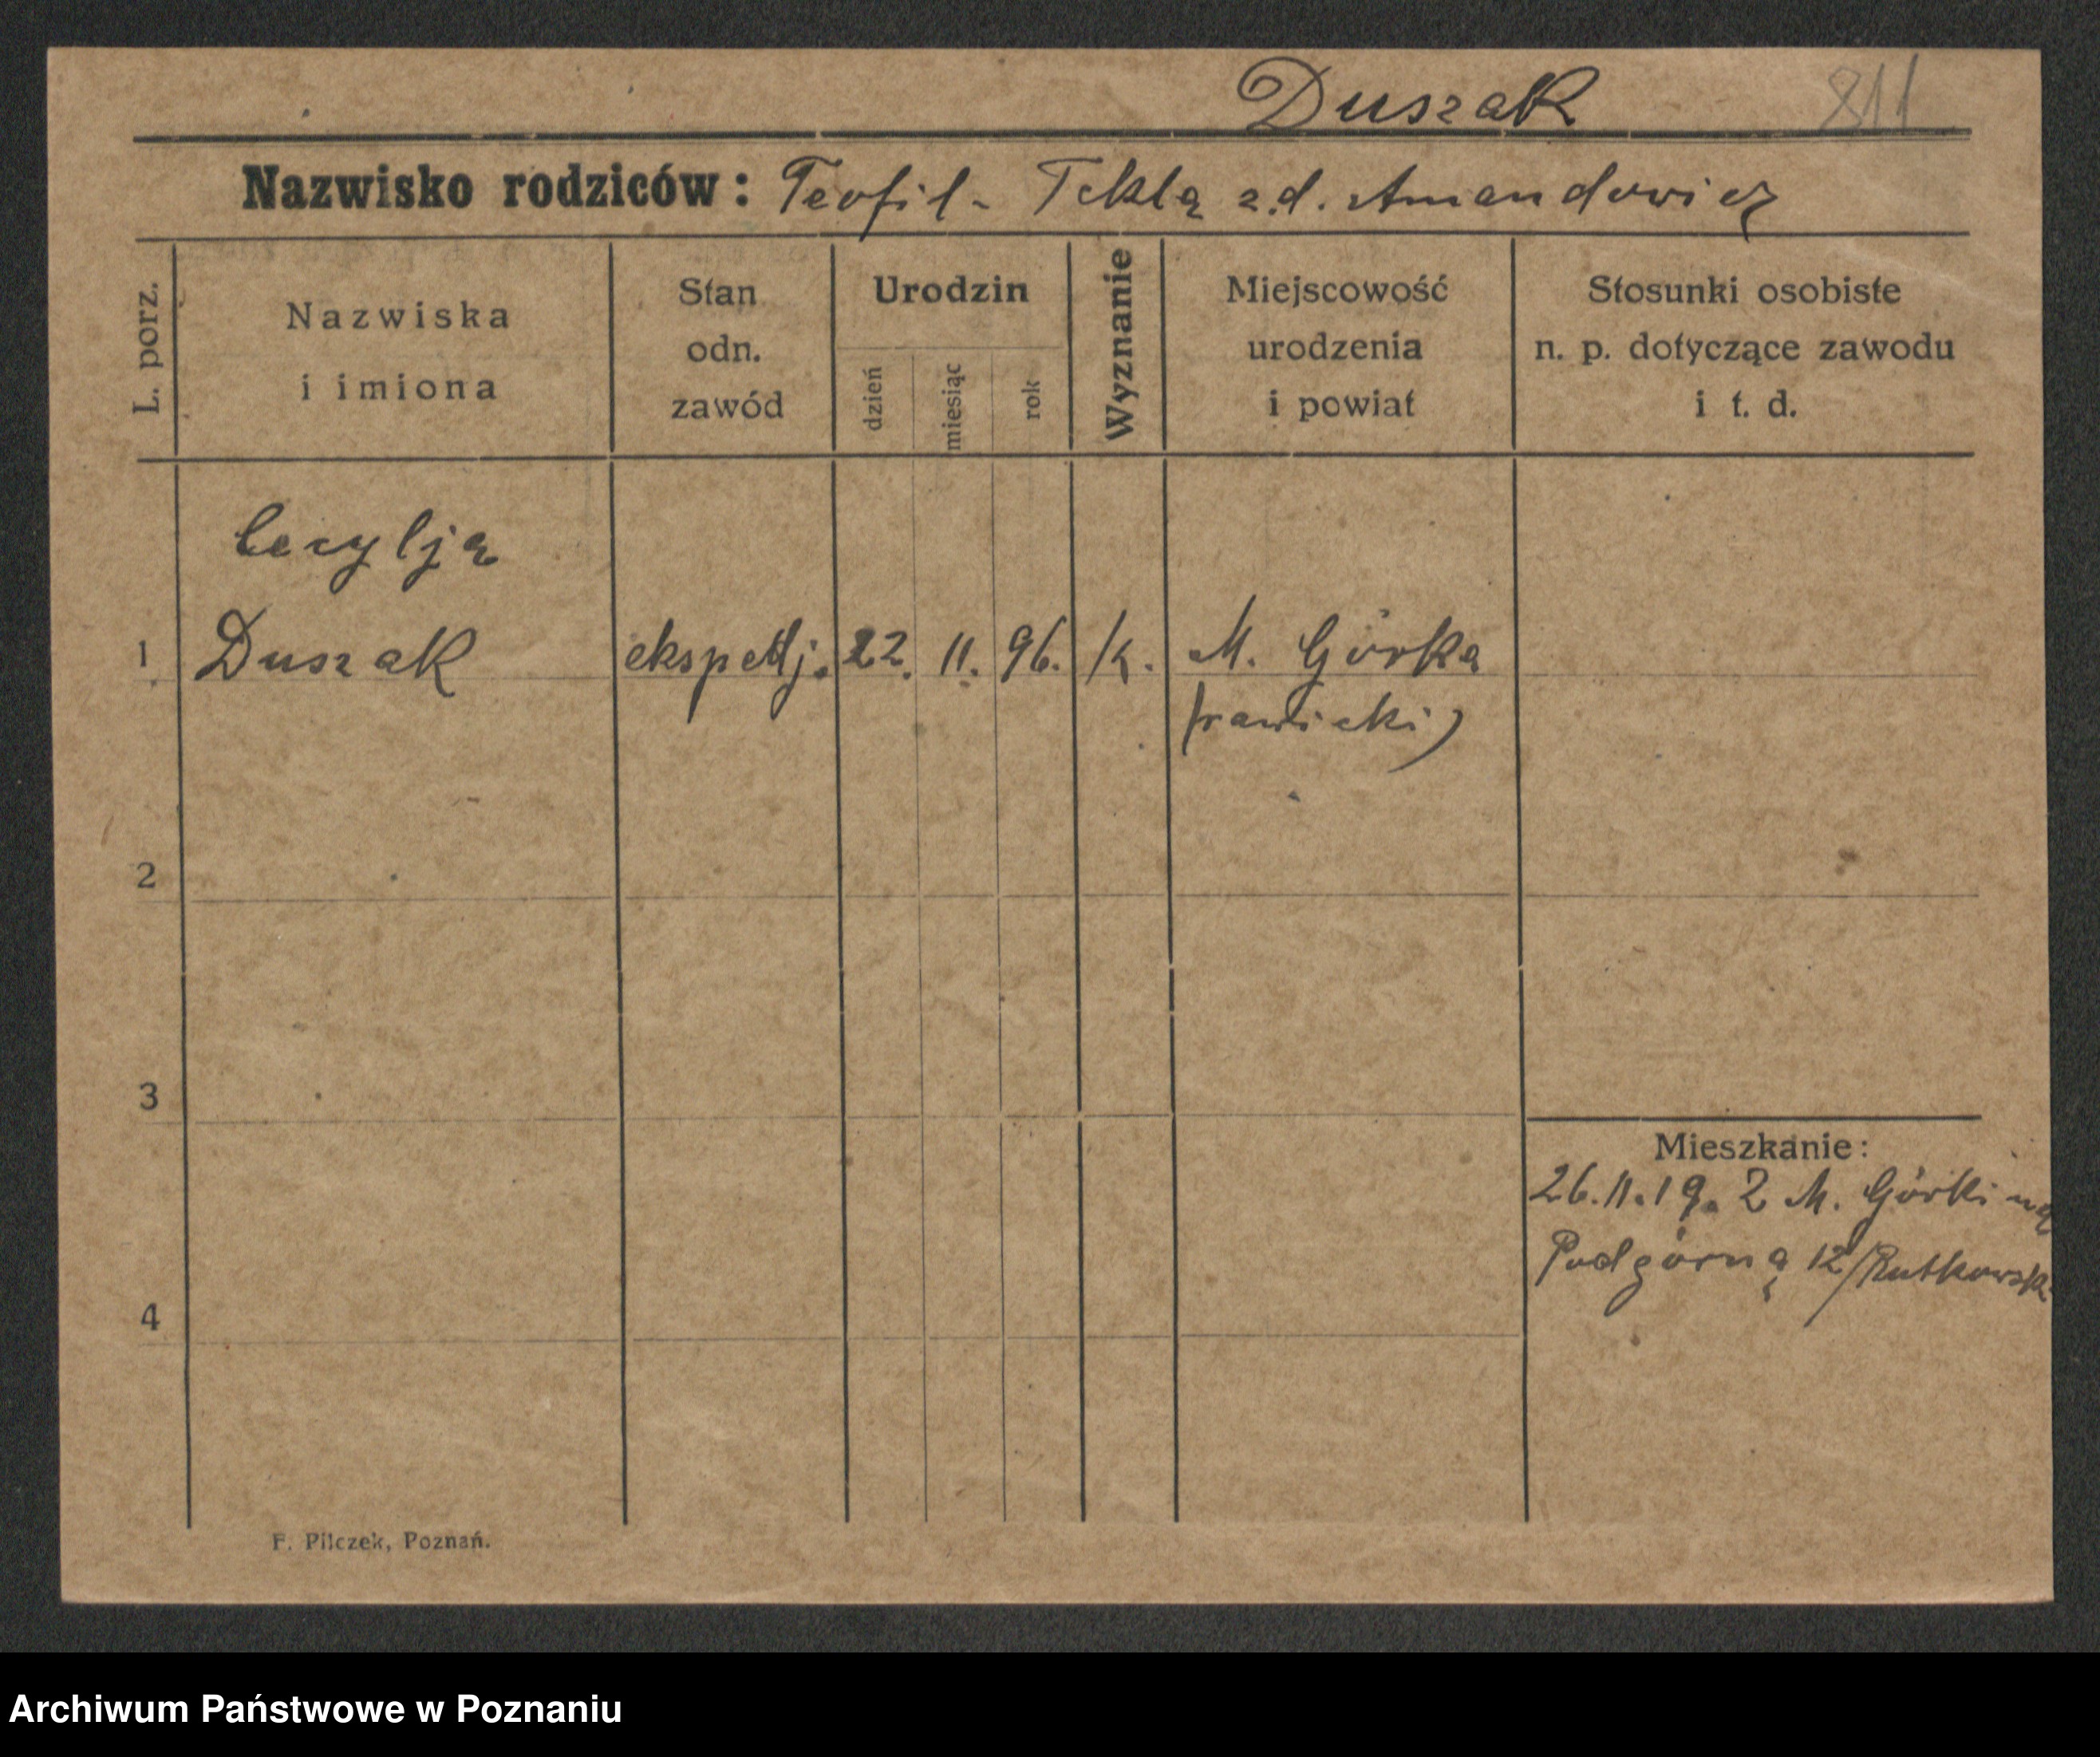 Duszak 811
Nazwisko rodziców: Teofil - Tekla z.d. Amandowicz
L. porz.
Nazwiska
i imiona
Stan
odn.
zawód
Urodzin
dzień
miesiąc
rok
Wyznanie
Miejscowość
urodzenia
i powiat
Stosunki osobiste
n. p. dotyczące zawodu
i t. d.
Cecylja
1 Duszak ekspedj. 22. 11. 96. k. M. Górka
(rawicki)
2
3
Mieszkanie:
26.11.19. Z M. Górki na
Podgórną 12/Rutkowsk
4
F. Pilczek, Poznań.
Archiwum Państwowe w Poznaniu